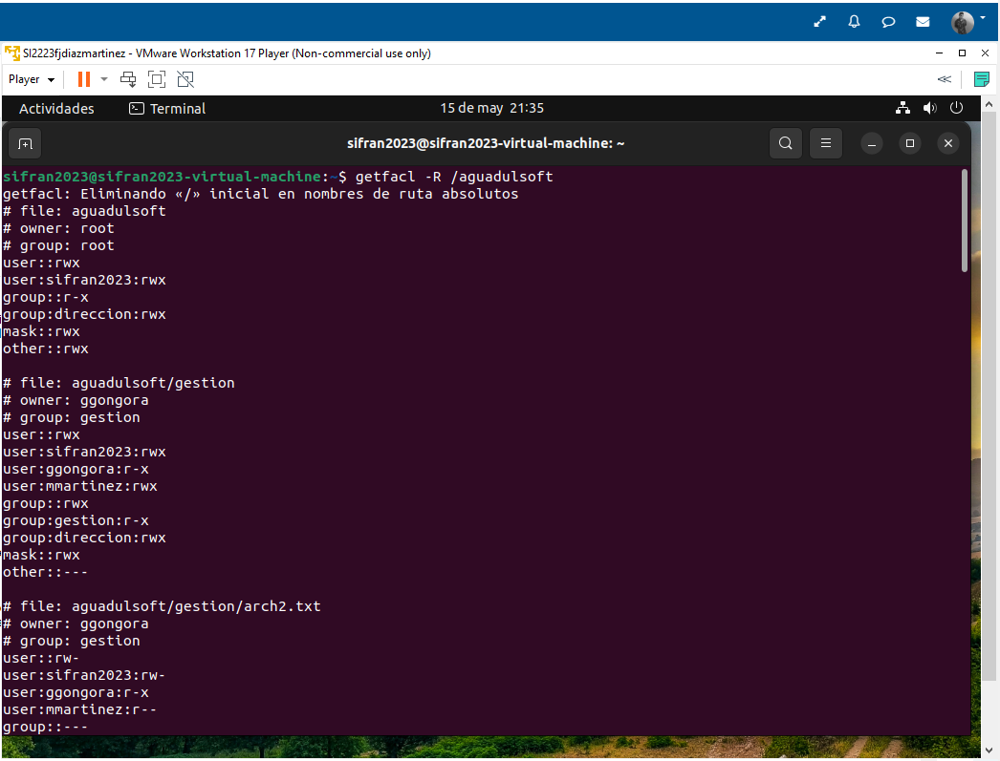 SI2223fjdiazmartinez - VMware Workstation 17 Player (Non-commercial use only)
Player
Actividades Terminal 15 de may 21:35
sifran2023@sifran2023-virtual-machine: ~
sifran2023@sifran2023-virtual-machine:~$ getfacl -R /aguadulsoft
getfacl: Eliminando «/» inicial en nombres de ruta absolutos
# file: aguadulsoft
# owner: root
# group: root
user::rwx
user:sifran2023:rwx
group::r-x
group:direccion:rwx
mask::rwx
other::rwx
# file: aguadulsoft/gestion
# owner: ggongora
# group: gestion
user::rwx
user:sifran2023:rwx
user:ggongora:r-x
user:mmartinez:rwx
group::rwx
group:gestion:r-x
group:direccion:rwx
mask::rwx
other::---
# file: aguadulsoft/gestion/arch2.txt
# owner: ggongora
# group: gestion
user::rw-
user:sifran2023:rw-
user:ggongora:r-x
user:mmartinez:r--
group::---